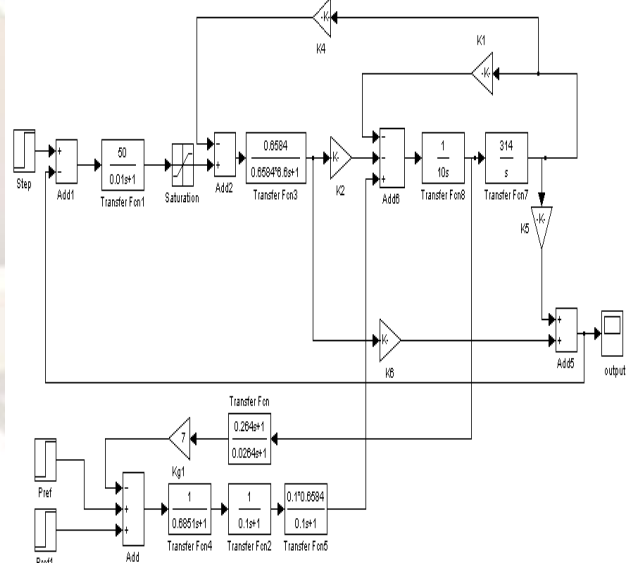 -K-
K4
K1
-K-
Step
+
−
Add1
50
0.01s+1
Transfer Fcn1
Saturation
−
+
Add2
0.6584
0.6584*6.6s+1
Transfer Fcn3
K-
K2
−
−
+
Add6
1
10s
Transfer Fcn8
314
s
Transfer Fcn7
-K-
K5
K-
K6
+
+
Add5
output
Transfer Fcn
0.264s+1
0.0264s+1
7
Kg1
Pref
−
+
+
Add
1
0.6851s+1
Transfer Fcn4
1
0.1s+1
Transfer Fcn2
0.1*0.6584
0.1s+1
Transfer Fcn5
Pref1